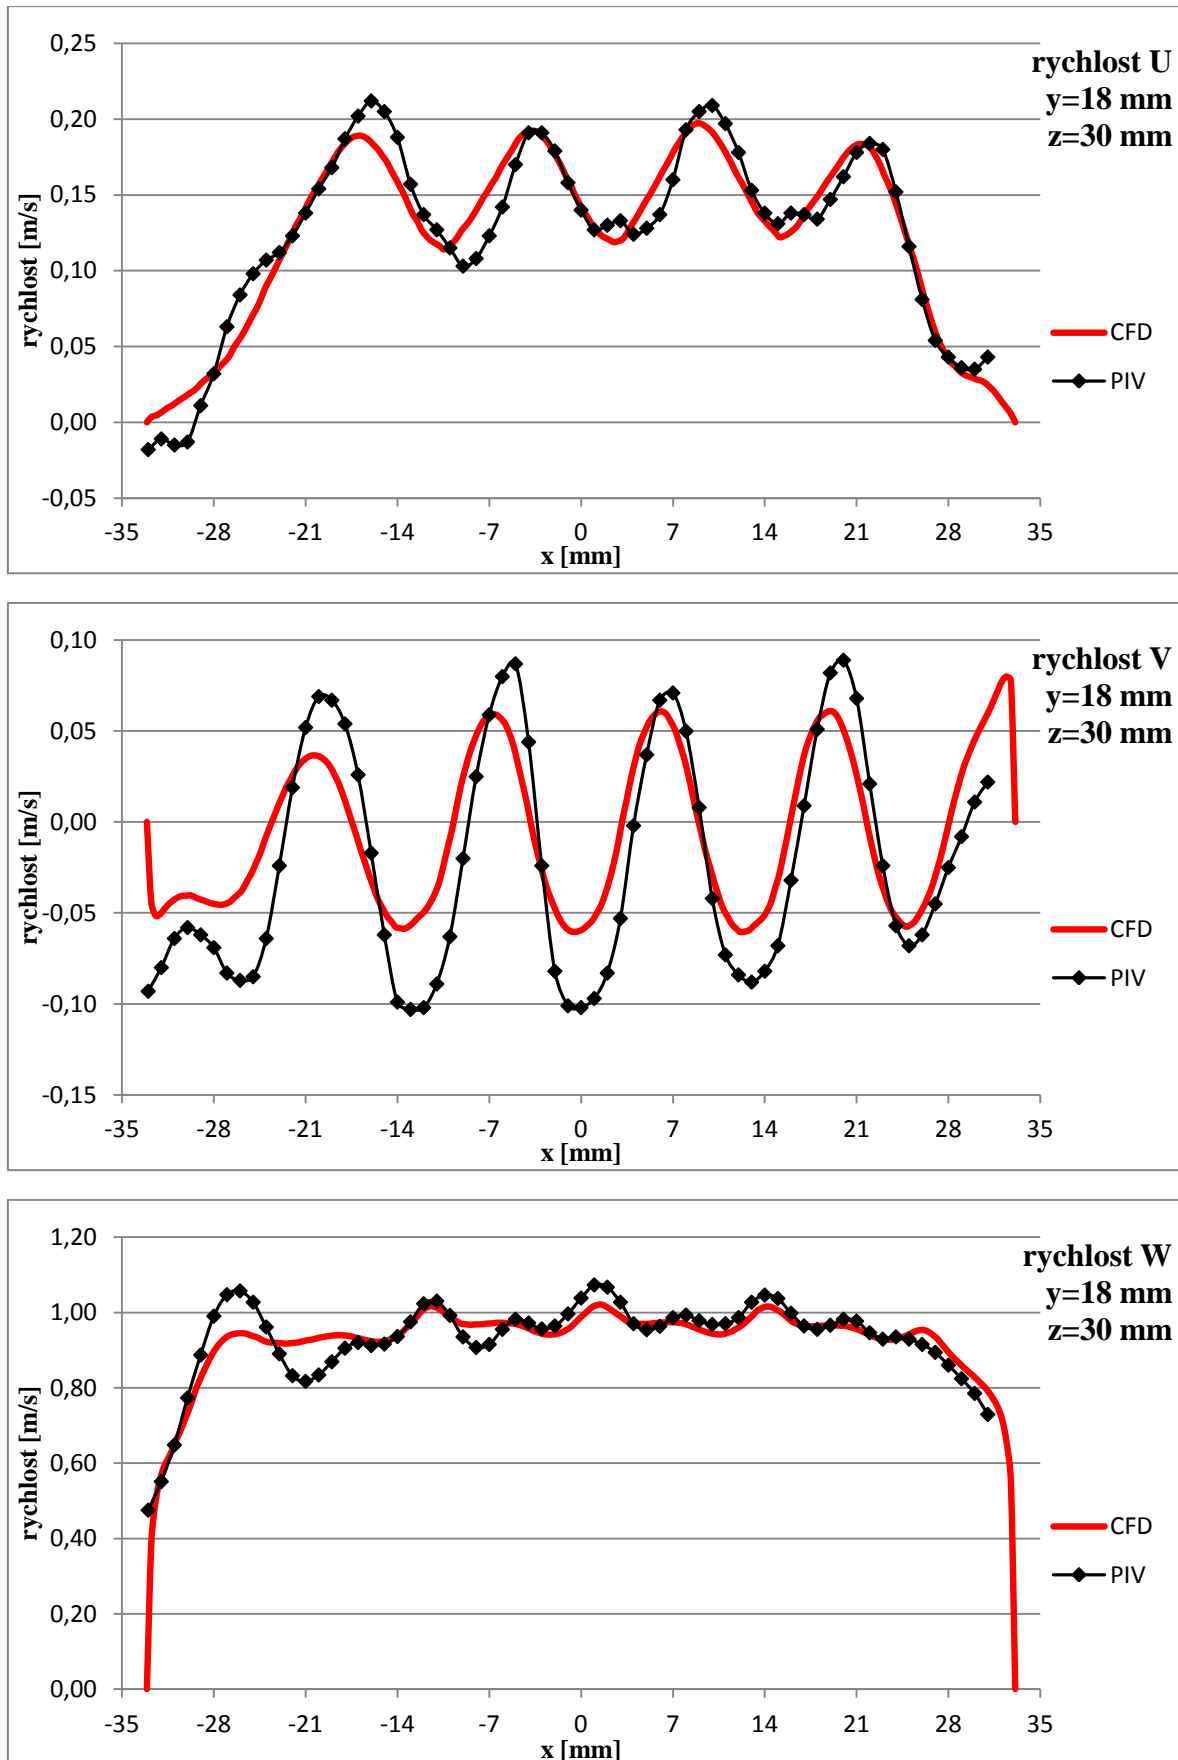 0,25
0,20
0,15
0,10
0,05
0,00
-0,05
rychlost [m/s]
-35 -28 -21 -14 -7 0 7 14 21 28 35
x [mm]
rychlost U
y=18 mm
z=30 mm
CFD
PIV
0,10
0,05
0,00
-0,05
-0,10
-0,15
rychlost [m/s]
-35 -28 -21 -14 -7 0 7 14 21 28 35
x [mm]
rychlost V
y=18 mm
z=30 mm
CFD
PIV
1,20
1,00
0,80
0,60
0,40
0,20
0,00
rychlost [m/s]
-35 -28 -21 -14 -7 0 7 14 21 28 35
x [mm]
rychlost W
y=18 mm
z=30 mm
CFD
PIV